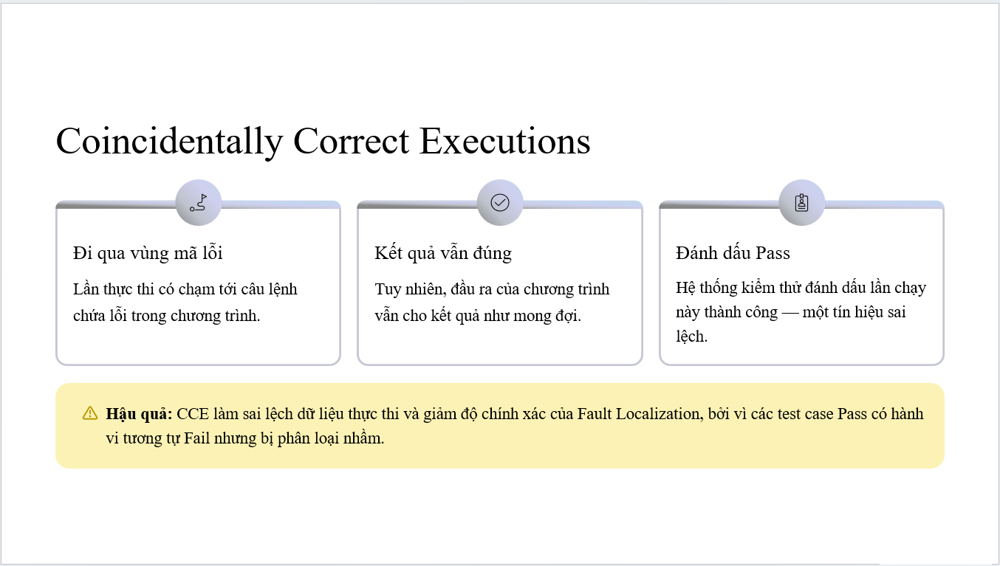 Coincidentally Correct Executions
Đi qua vùng mã lỗi
Lần thực thi có chạm tới câu lệnh
chứa lỗi trong chương trình.
Kết quả vẫn đúng
Tuy nhiên, đầu ra của chương trình
vẫn cho kết quả như mong đợi.
Đánh dấu Pass
Hệ thống kiểm thử đánh dấu lần chạy
này thành công — một tín hiệu sai
lệch.
Hậu quả: CCE làm sai lệch dữ liệu thực thi và giảm độ chính xác của Fault Localization, bởi vì các test case Pass có hành
vi tương tự Fail nhưng bị phân loại nhầm.